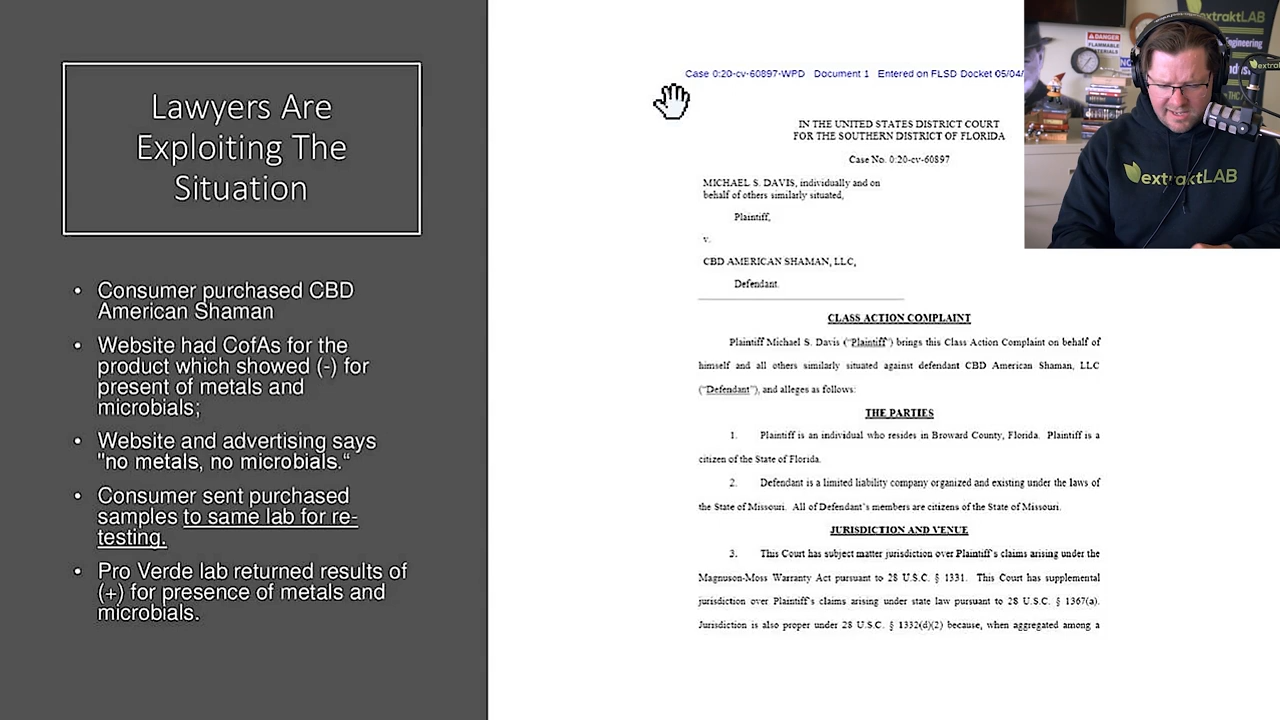 Lawyers Are
Exploiting The
Situation
• Consumer purchased CBD
American Shaman
• Website had CofAs for the
product which showed (-) for
present of metals and
microbials;
• Website and advertising says
"no metals, no microbials.“
• Consumer sent purchased
samples to same lab for re-
testing.
• Pro Verde lab returned results of
(+) for presence of metals and
microbials.
Case 0:20-cv-60897-WPD Document 1 Entered on FLSD Docket 05/04/
IN THE UNITED STATES DISTRICT COURT
FOR THE SOUTHERN DISTRICT OF FLORIDA
Case No. 0:20-cv-60897
MICHAEL S. DAVIS, individually and on
behalf of others similarly situated,
Plaintiff,
v.
CBD AMERICAN SHAMAN, LLC,
Defendant.
CLASS ACTION COMPLAINT
Plaintiff Michael S. Davis ("Plaintiff") brings this Class Action Complaint on behalf of
himself and all others similarly situated against defendant CBD American Shaman, LLC
("Defendant"), and alleges as follows:
THE PARTIES
1. Plaintiff is an individual who resides in Broward County, Florida. Plaintiff is a
citizen of the State of Florida.
2. Defendant is a limited liability company organized and existing under the laws of
the State of Missouri. All of Defendant's members are citizens of the State of Missouri.
JURISDICTION AND VENUE
3. This Court has subject matter jurisdiction over Plaintiff's claims arising under the
Magnuson-Moss Warranty Act pursuant to 28 U.S.C. § 1331. This Court has supplemental
jurisdiction over Plaintiff's claims arising under state law pursuant to 28 U.S.C. § 1367(a).
Jurisdiction is also proper under 28 U.S.C. § 1332(d)(2) because, when aggregated among a
DANGER
FLAMMABLE
MATERIALS
NO
extraktLAB
Engineering
extraktLAB